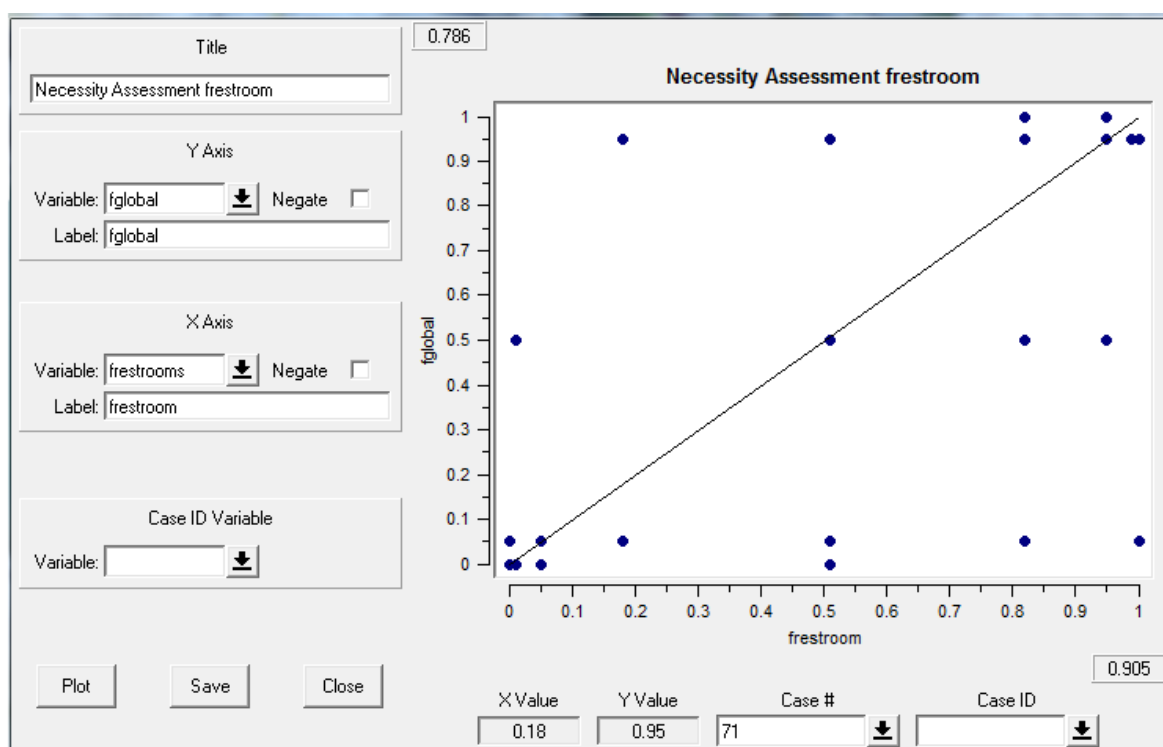 Title
Necessity Assessment frestroom
Y Axis
Variable: fglobal Negate
Label: fglobal
X Axis
Variable: frestrooms Negate
Label: frestroom
Case ID Variable
Variable:
Plot Save Close
0.786
Necessity Assessment frestroom
1
0.9
0.8
0.7
0.6
0.5
0.4
0.3
0.2
0.1
0
fglobal
0 0.1 0.2 0.3 0.4 0.5 0.6 0.7 0.8 0.9 1
frestroom
0.905
X Value Y Value Case # Case ID
0.18 0.95 71